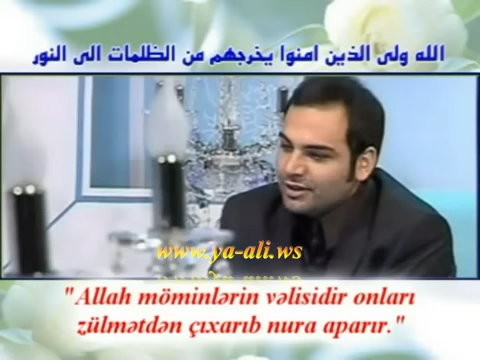 الله ولى الذين امنوا يخرجهم من الظلمات الى النور
www.ya-ali.ws
"Allah möminlərin vəlisidir onları
zülmətdən çıxarıb nura aparır."